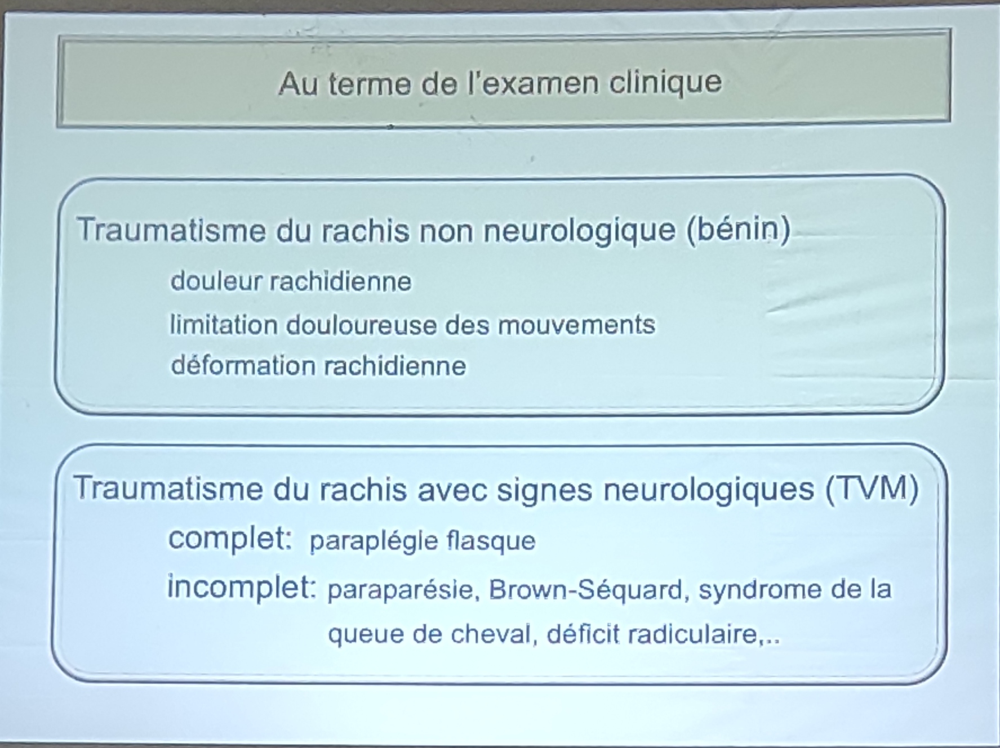 Au terme de l'examen clinique
Traumatisme du rachis non neurologique (bénin)
douleur rachidienne
limitation douloureuse des mouvements
déformation rachidienne
Traumatisme du rachis avec signes neurologiques (TVM)
complet: paraplégie flasque
incomplet: paraparésie, Brown-Séquard, syndrome de la
queue de cheval, déficit radiculaire,...